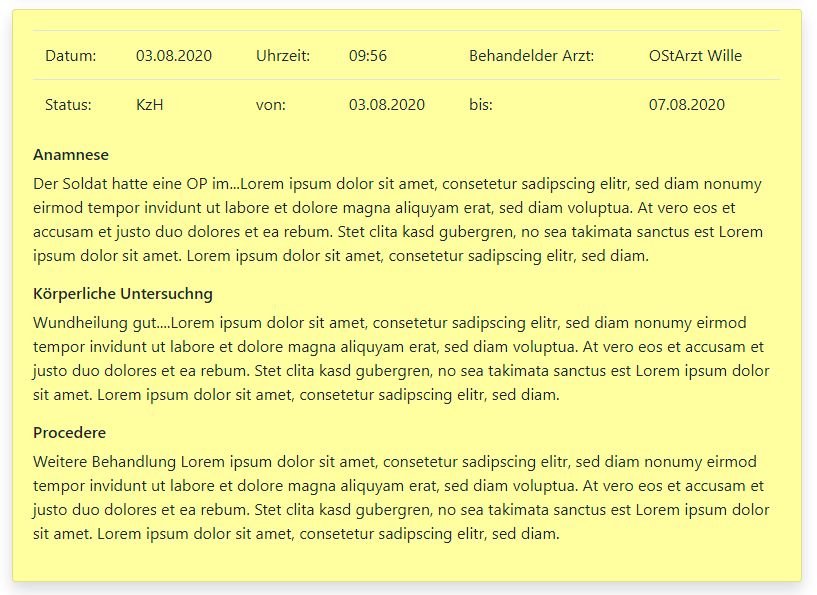 Datum: 03.08.2020 Uhrzeit: 09:56 Behandelder Arzt: OStArzt Wille
Status: KzH von: 03.08.2020 bis: 07.08.2020
Anamnese
Der Soldat hatte eine OP im...Lorem ipsum dolor sit amet, consetetur sadipscing elitr, sed diam nonumy
eirmod tempor invidunt ut labore et dolore magna aliquyam erat, sed diam voluptua. At vero eos et
accusam et justo duo dolores et ea rebum. Stet clita kasd gubergren, no sea takimata sanctus est Lorem
ipsum dolor sit amet. Lorem ipsum dolor sit amet, consetetur sadipscing elitr, sed diam.
Körperliche Untersuchng
Wundheilung gut....Lorem ipsum dolor sit amet, consetetur sadipscing elitr, sed diam nonumy eirmod
tempor invidunt ut labore et dolore magna aliquyam erat, sed diam voluptua. At vero eos et accusam et
justo duo dolores et ea rebum. Stet clita kasd gubergren, no sea takimata sanctus est Lorem ipsum dolor
sit amet. Lorem ipsum dolor sit amet, consetetur sadipscing elitr, sed diam.
Procedere
Weitere Behandlung Lorem ipsum dolor sit amet, consetetur sadipscing elitr, sed diam nonumy eirmod
tempor invidunt ut labore et dolore magna aliquyam erat, sed diam voluptua. At vero eos et accusam et
justo duo dolores et ea rebum. Stet clita kasd gubergren, no sea takimata sanctus est Lorem ipsum dolor
sit amet. Lorem ipsum dolor sit amet, consetetur sadipscing elitr, sed diam.